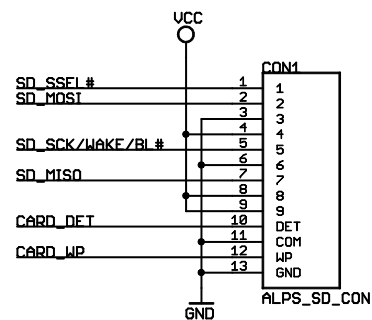 VCC
CON1
SD_SSEL# 1 1
SD_MOSI 2 2
3 3
4 4
SD_SCK/WAKE/BL# 5 5
6 6
SD_MISO 7 7
8 8
9 9
CARD_DET 10 DET
11 COM
CARD_WP 12 WP
13 GND
GND
ALPS_SD_CON